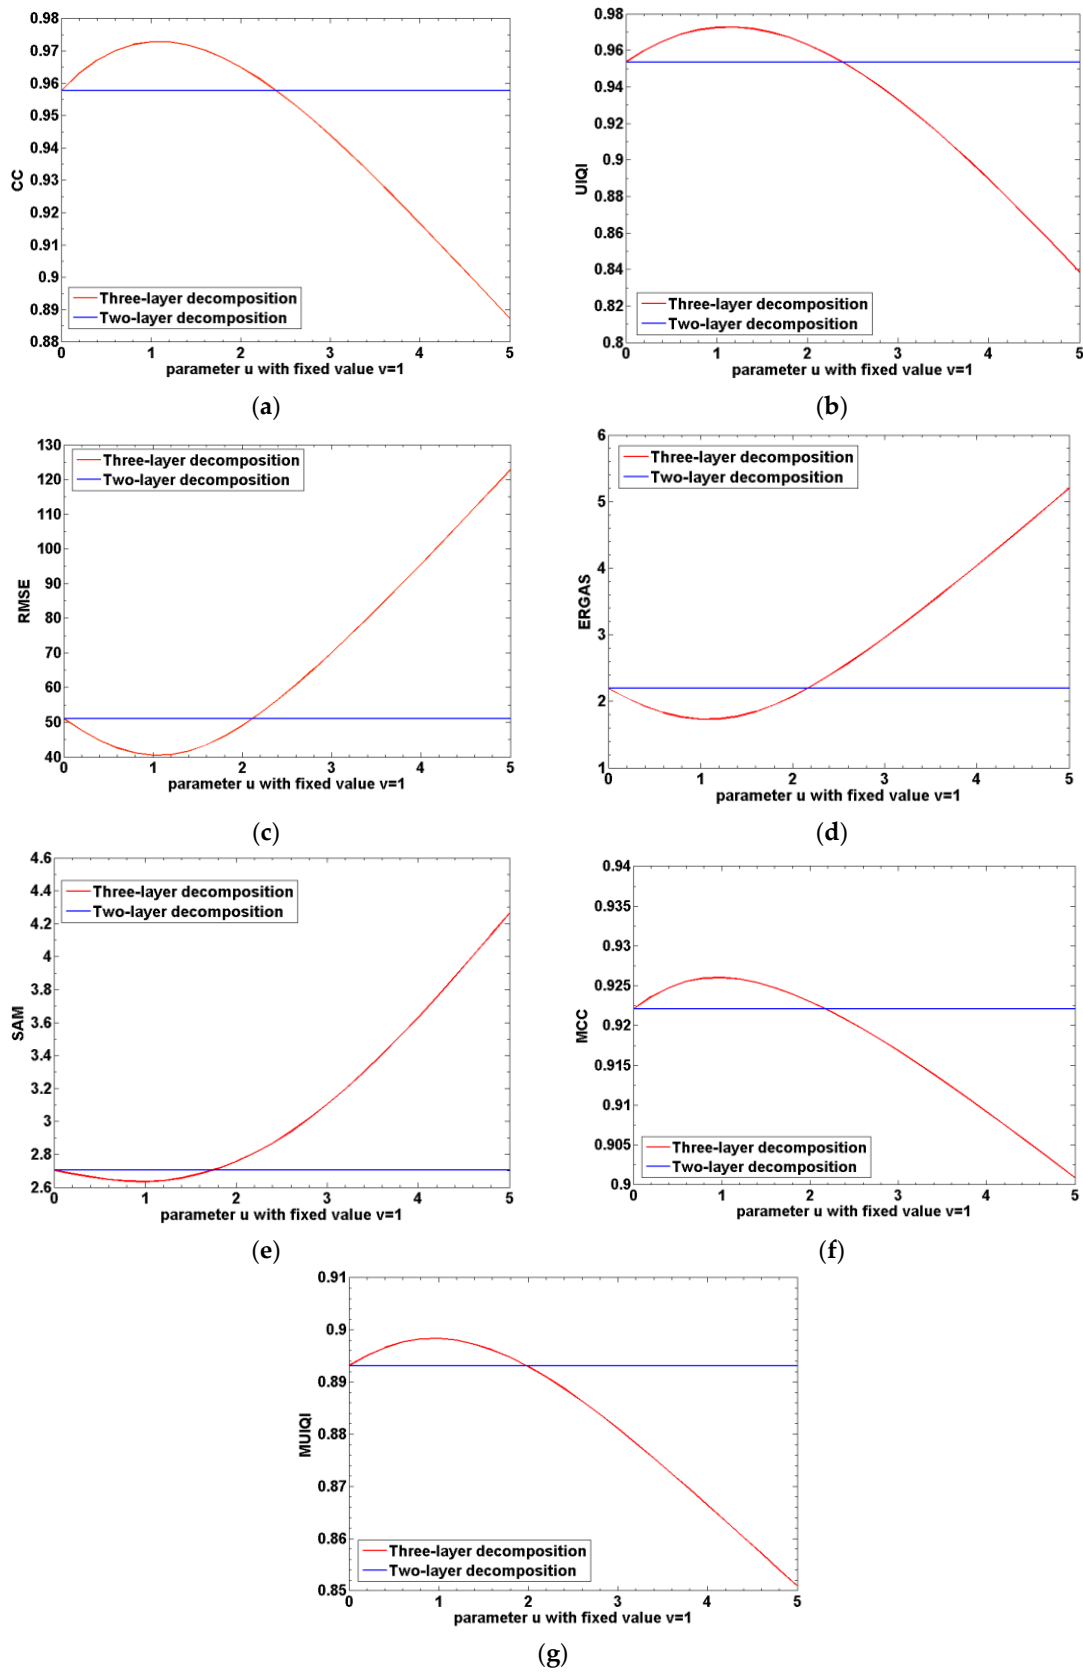 0.98
0.97
0.96
0.95
0.94
0.93
0.92
0.91
0.9
0.89
0.88
CC
Three-layer decomposition
Two-layer decomposition
0 1 2 3 4 5
parameter u with fixed value v=1
(a)
0.98
0.96
0.94
0.92
0.9
0.88
0.86
0.84
0.82
0.8
UIQI
Three-layer decomposition
Two-layer decomposition
0 1 2 3 4 5
parameter u with fixed value v=1
(b)
130
120
110
100
90
80
70
60
50
40
RMSE
Three-layer decomposition
Two-layer decomposition
0 1 2 3 4 5
parameter u with fixed value v=1
(c)
6
5
4
3
2
1
ERGAS
Three-layer decomposition
Two-layer decomposition
0 1 2 3 4 5
parameter u with fixed value v=1
(d)
4.6
4.4
4.2
4
3.8
3.6
3.4
3.2
3
2.8
2.6
SAM
Three-layer decomposition
Two-layer decomposition
0 1 2 3 4 5
parameter u with fixed value v=1
(e)
0.94
0.935
0.93
0.925
0.92
0.915
0.91
0.905
0.9
MCC
Three-layer decomposition
Two-layer decomposition
0 1 2 3 4 5
parameter u with fixed value v=1
(f)
0.91
0.9
0.89
0.88
0.87
0.86
0.85
MUIQI
Three-layer decomposition
Two-layer decomposition
0 1 2 3 4 5
parameter u with fixed value v=1
(g)